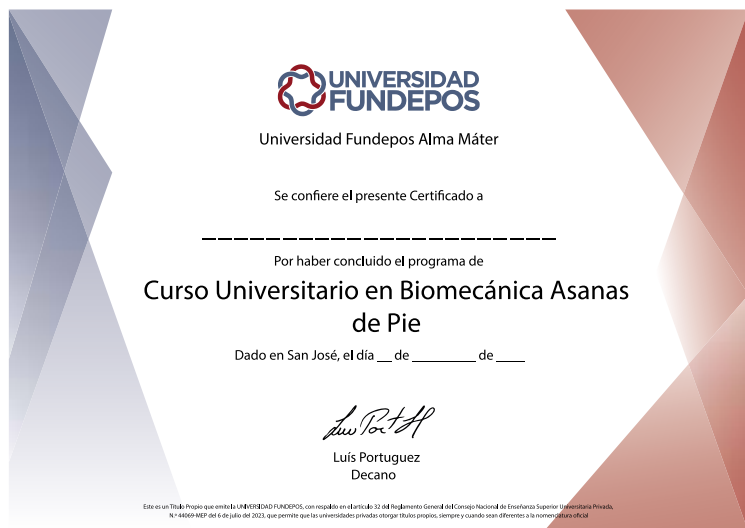 UNIVERSIDAD
FUNDEPOS
Universidad Fundepos Alma Máter
Se confiere el presente Certificado a
_ _ _ _ _ _ _ _ _ _ _ _ _ _ _ _ _ _ _ _ _ _
Por haber concluido el programa de
Curso Universitario en Biomecánica Asanas
de Pie
Dado en San José, el día __ de ________ de ____
Luís Portuguez
Decano
Este es un Título Propio que emite la UNIVERSIDAD FUNDEPOS, con respaldo en el artículo 32 del Reglamento General del Consejo Nacional de Enseñanza Superior Universitaria Privada,
N.º 44069-MEP del 6 de julio del 2023, que permite que las universidades privadas otorgar títulos propios, siempre y cuando sean diferentes a la nomenclatura oficial